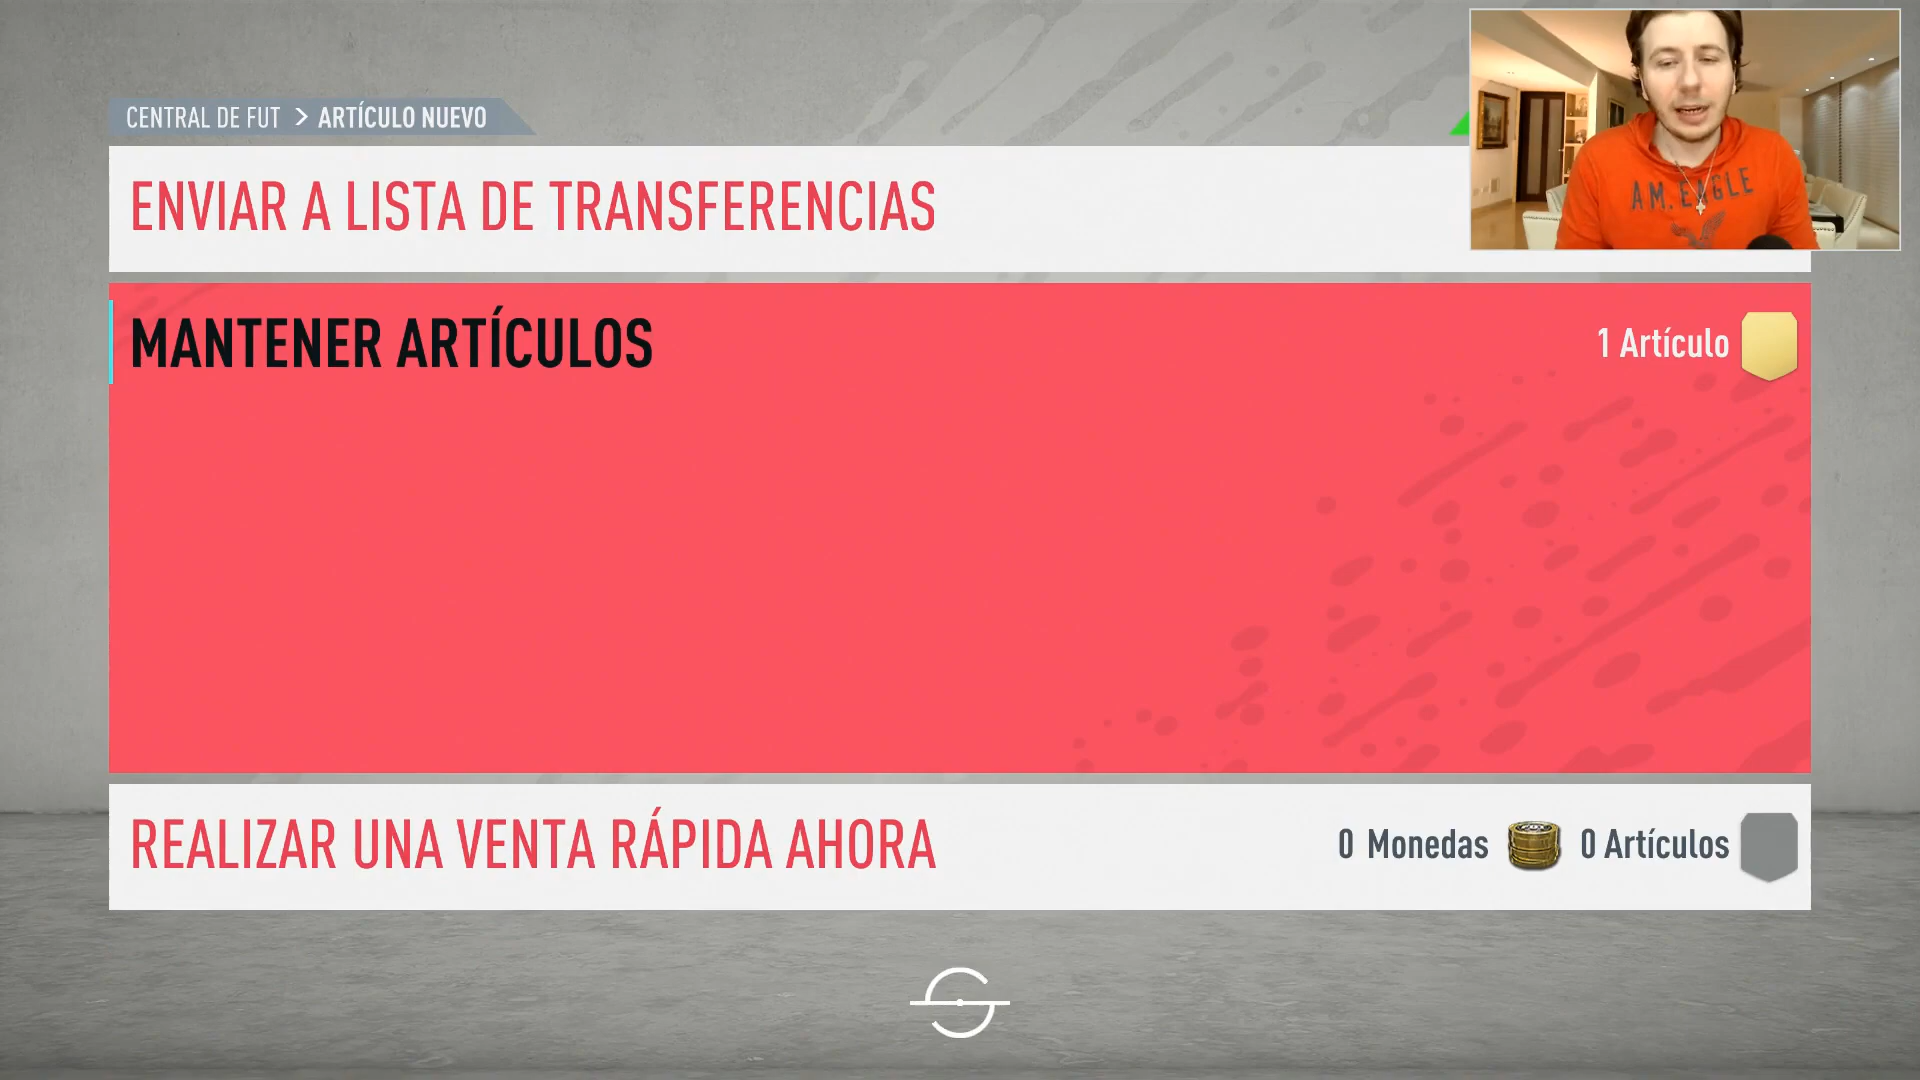 CENTRAL DE FUT > ARTÍCULO NUEVO
ENVIAR A LISTA DE TRANSFERENCIAS
AM. EAGLE
MANTENER ARTÍCULOS
1 Artículo
REALIZAR UNA VENTA RÁPIDA AHORA
0 Monedas
0 Artículos